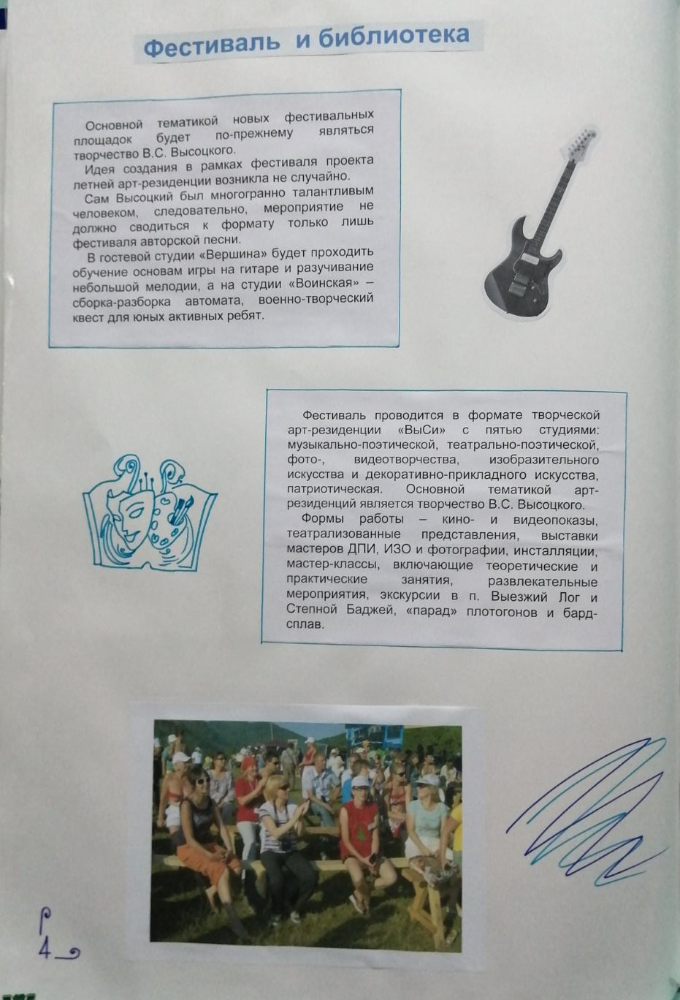 Фестиваль и библиотека
Основной тематикой новых фестивальных
площадок будет по-прежнему являться
творчество В.С. Высоцкого.
Идея создания в рамках фестиваля проекта
летней арт-резиденции возникла не случайно.
Сам Высоцкий был многогранно талантливым
человеком, следовательно, мероприятие не
должно сводиться к формату только лишь
фестиваля авторской песни.
В гостевой студии «Вершина» будет проходить
обучение основам игры на гитаре и разучивание
небольшой мелодии, а на студии «Воинская» –
сборка-разборка автомата, военно-творческий
квест для юных активных ребят.
Фестиваль проводится в формате творческой
арт-резиденции «ВыСи» с пятью студиями:
музыкально-поэтической, театрально-поэтической,
фото-, видеотворчества, изобразительного
искусства и декоративно-прикладного искусства,
патриотическая. Основной тематикой арт-
резиденций является творчество В.С. Высоцкого.
Формы работы – кино- и видеопоказы,
театрализованные представления, выставки
мастеров ДПИ, ИЗО и фотографии, инсталляции,
мастер-классы, включающие теоретические и
практические занятия, развлекательные
мероприятия, экскурсии в п. Выезжий Лог и
Степной Баджей, «парад» плотогонов и бард-
сплав.
4